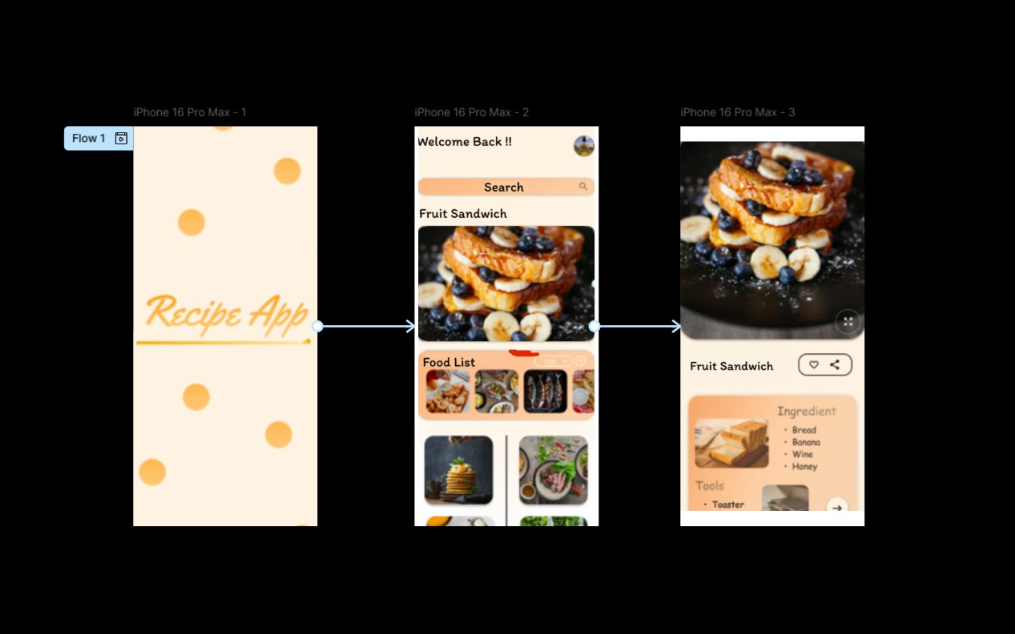 iPhone 16 Pro Max - 1
iPhone 16 Pro Max - 2
iPhone 16 Pro Max - 3
Flow 1
Recipe App
Welcome Back !!
Search
Fruit Sandwich
Food List
Fruit Sandwich
Ingredient
• Bread
• Banana
• Wine
• Honey
Tools
• Toaster